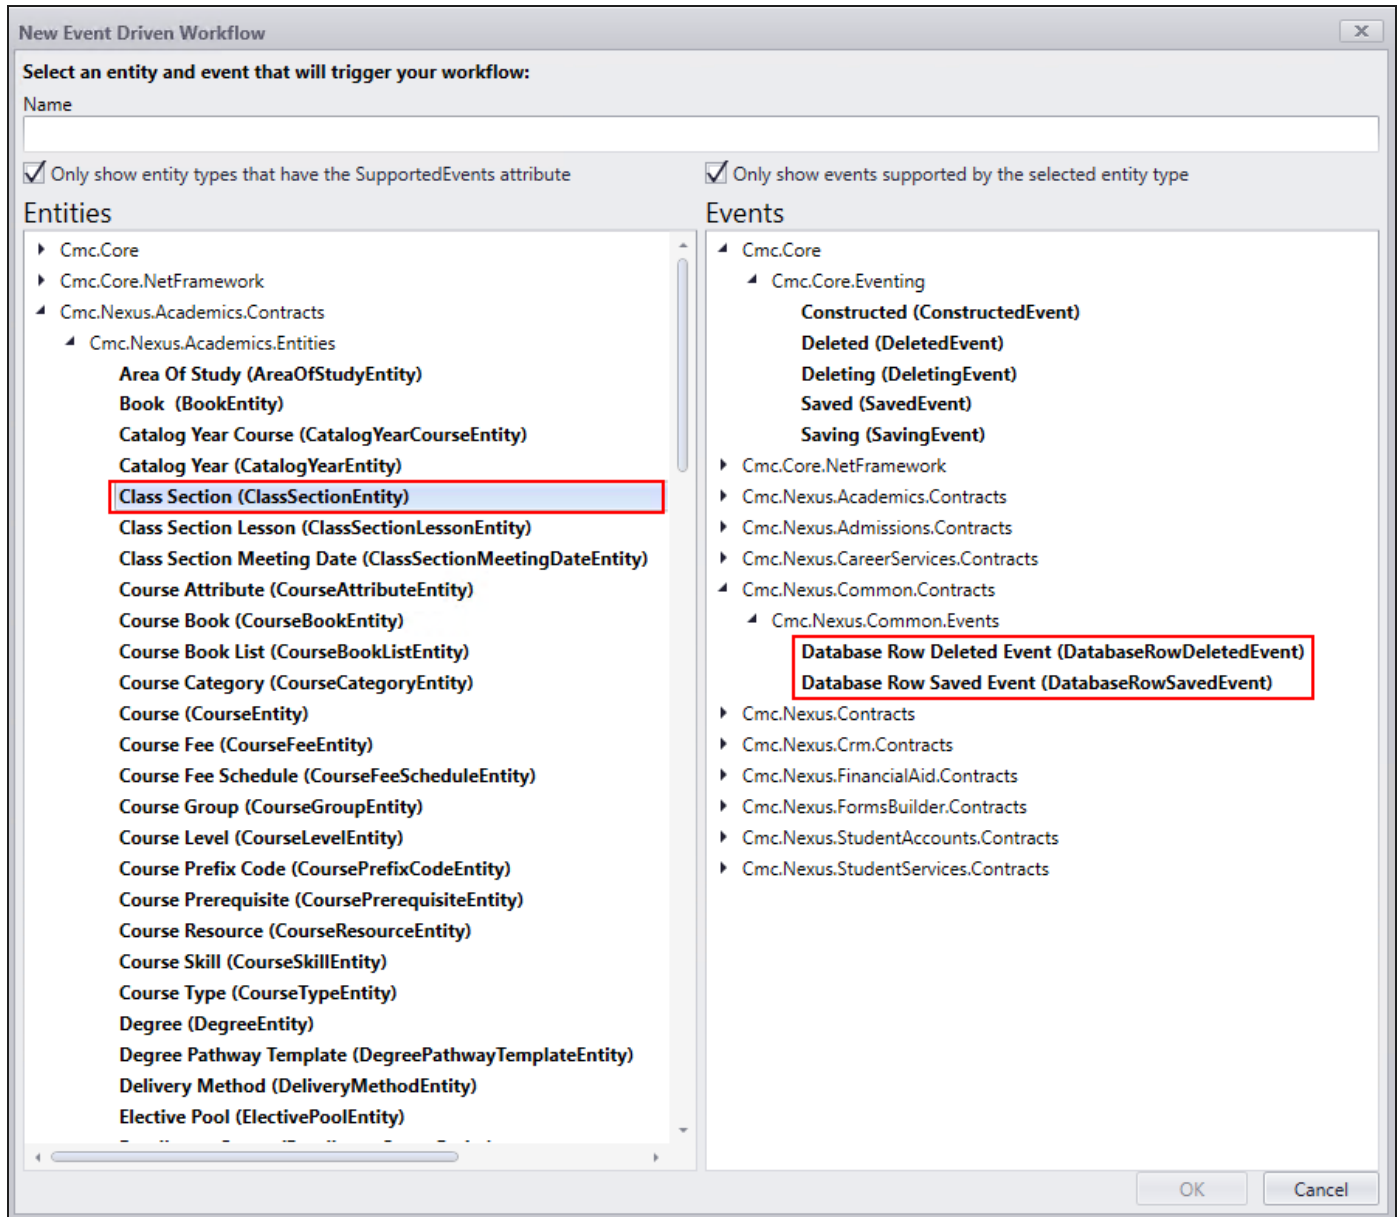 New Event Driven Workflow
Select an entity and event that will trigger your workflow:
Name
Only show entity types that have the SupportedEvents attribute
Only show events supported by the selected entity type
Entities
Cmc.Core
Cmc.Core.NetFramework
Cmc.Nexus.Academics.Contracts
Cmc.Nexus.Academics.Entities
Area Of Study (AreaOfStudyEntity)
Book (BookEntity)
Catalog Year Course (CatalogYearCourseEntity)
Catalog Year (CatalogYearEntity)
Class Section (ClassSectionEntity)
Class Section Lesson (ClassSectionLessonEntity)
Class Section Meeting Date (ClassSectionMeetingDateEntity)
Course Attribute (CourseAttributeEntity)
Course Book (CourseBookEntity)
Course Book List (CourseBookListEntity)
Course Category (CourseCategoryEntity)
Course (CourseEntity)
Course Fee (CourseFeeEntity)
Course Fee Schedule (CourseFeeScheduleEntity)
Course Group (CourseGroupEntity)
Course Level (CourseLevelEntity)
Course Prefix Code (CoursePrefixCodeEntity)
Course Prerequisite (CoursePrerequisiteEntity)
Course Resource (CourseResourceEntity)
Course Skill (CourseSkillEntity)
Course Type (CourseTypeEntity)
Degree (DegreeEntity)
Degree Pathway Template (DegreePathwayTemplateEntity)
Delivery Method (DeliveryMethodEntity)
Elective Pool (ElectivePoolEntity)
Events
Cmc.Core
Cmc.Core.Eventing
Constructed (ConstructedEvent)
Deleted (DeletedEvent)
Deleting (DeletingEvent)
Saved (SavedEvent)
Saving (SavingEvent)
Cmc.Core.NetFramework
Cmc.Nexus.Academics.Contracts
Cmc.Nexus.Admissions.Contracts
Cmc.Nexus.CareerServices.Contracts
Cmc.Nexus.Common.Contracts
Cmc.Nexus.Common.Events
Database Row Deleted Event (DatabaseRowDeletedEvent)
Database Row Saved Event (DatabaseRowSavedEvent)
Cmc.Nexus.Contracts
Cmc.Nexus.Crm.Contracts
Cmc.Nexus.FinancialAid.Contracts
Cmc.Nexus.FormsBuilder.Contracts
Cmc.Nexus.StudentAccounts.Contracts
Cmc.Nexus.StudentServices.Contracts
OK
Cancel